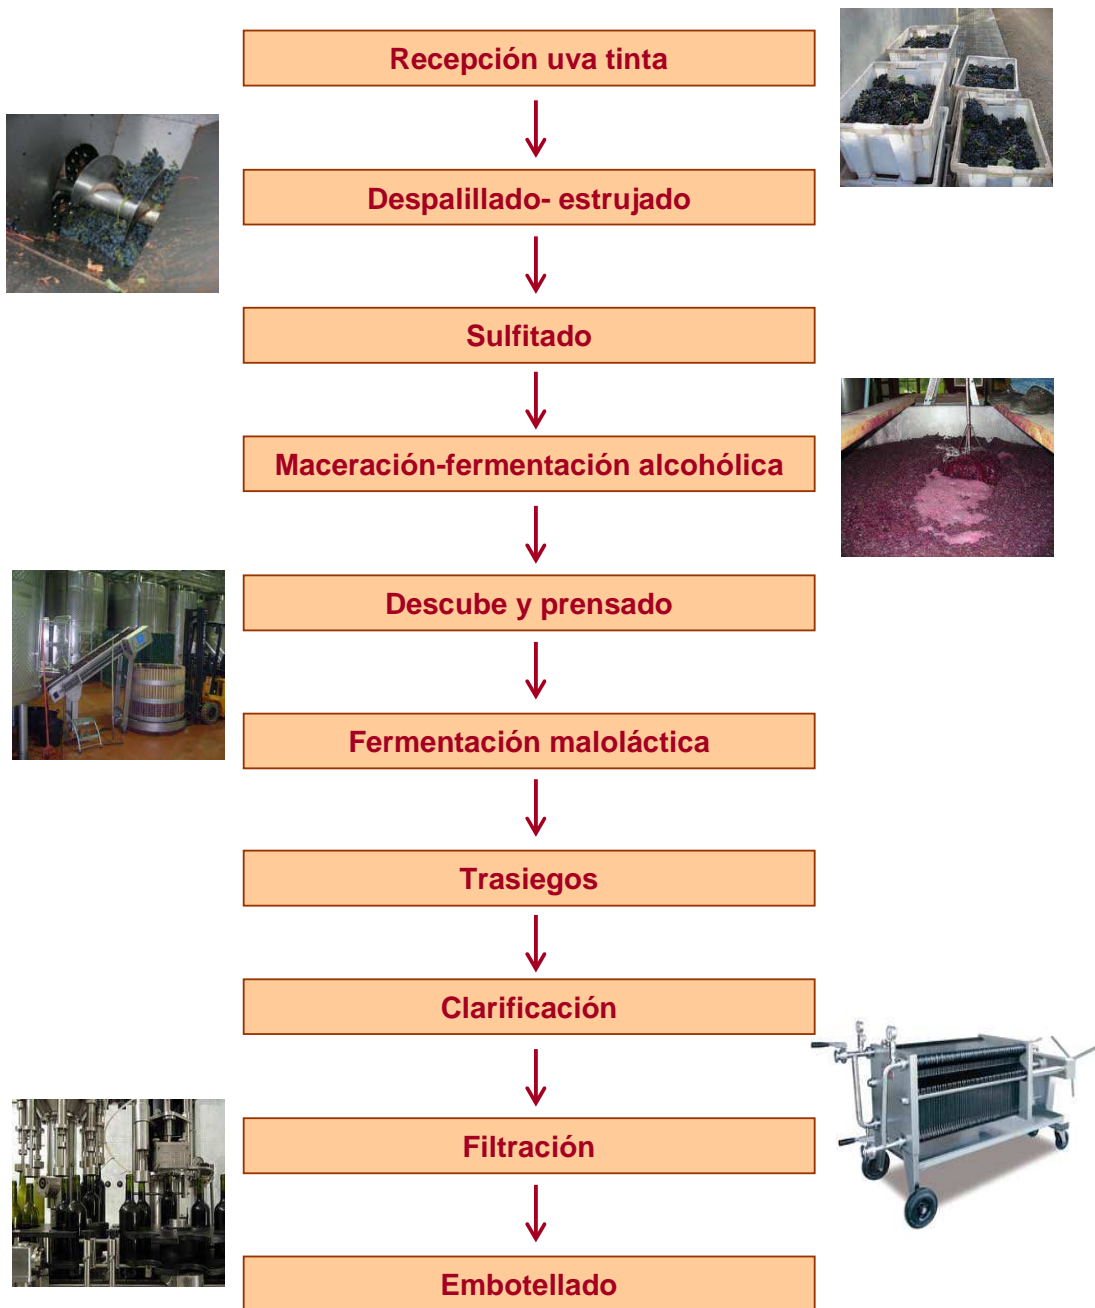 Recepción uva tinta
Despalillado- estrujado
Sulfitado
Maceración-fermentación alcohólica
Descube y prensado
Fermentación maloláctica
Trasiegos
Clarificación
Filtración
Embotellado